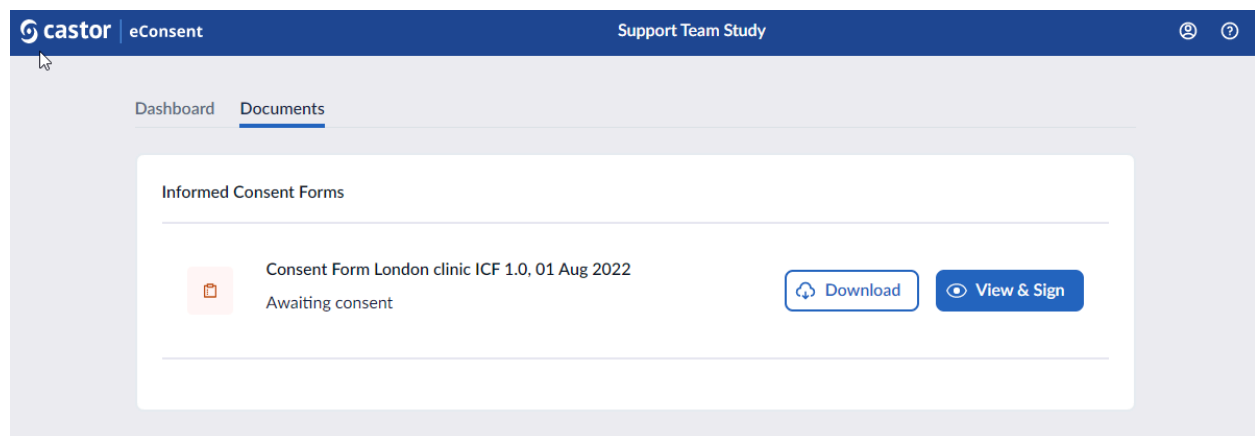 castor eConsent
Support Team Study
Dashboard
Documents
Informed Consent Forms
Consent Form London clinic ICF 1.0, 01 Aug 2022
Awaiting consent
Download
View & Sign